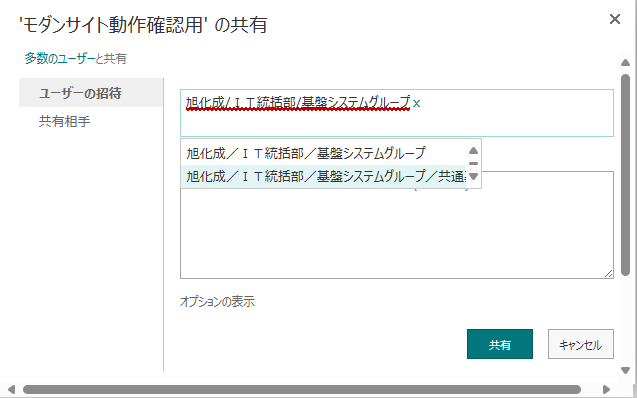 'モダンサイト動作確認用' の共有
多数のユーザーと共有
ユーザーの招待
共有相手
旭化成/ＩＴ統括部/基盤システムグループ x
旭化成／ＩＴ統括部／基盤システムグループ
旭化成／ＩＴ統括部／基盤システムグループ／共通
オプションの表示
共有
キャンセル